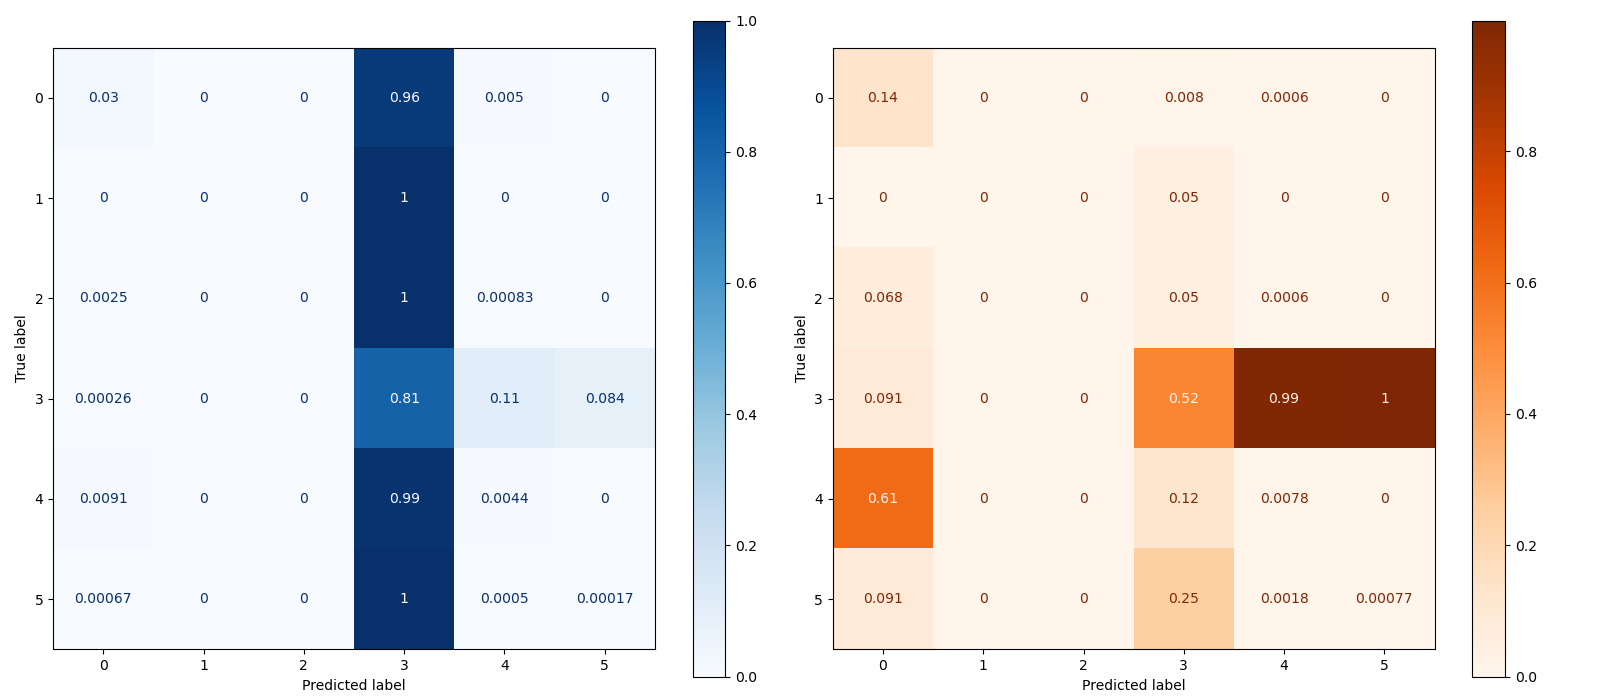 1.0
0 0.03 0 0 0.96 0.005 0
0.8
1 0 0 0 1 0 0
0.6
2 0.0025 0 0 1 0.00083 0
True label
3 0.00026 0 0 0.81 0.11 0.084
0.4
4 0.0091 0 0 0.99 0.0044 0
0.2
5 0.00067 0 0 1 0.0005 0.00017
0 1 2 3 4 5
0.0
Predicted label
0 0.14 0 0 0.008 0.0006 0
0.8
1 0 0 0 0.05 0 0
0.6
2 0.068 0 0 0.05 0.0006 0
True label
3 0.091 0 0 0.52 0.99 1
0.4
4 0.61 0 0 0.12 0.0078 0
0.2
5 0.091 0 0 0.25 0.0018 0.00077
0 1 2 3 4 5
0.0
Predicted label